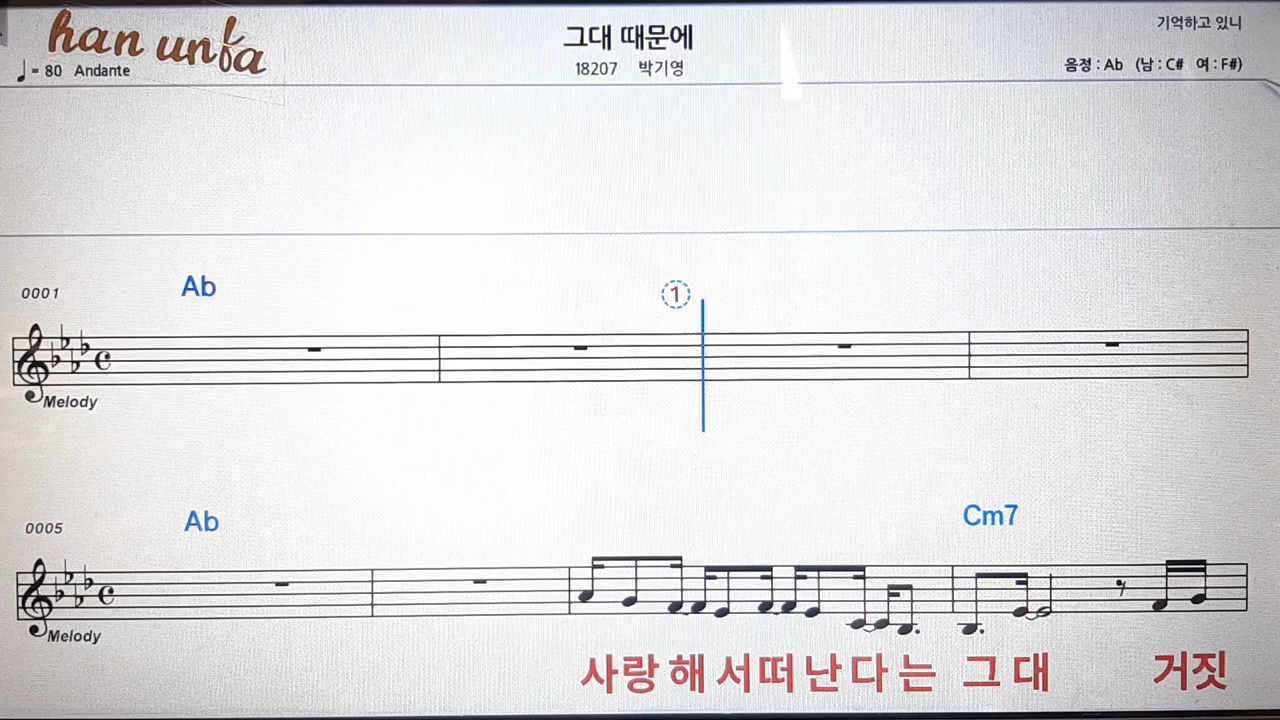 han unfa
♩= 80 Andante
그대 때문에
18207 박기영
기억하고 있니
음정 : Ab (남 : C# 여 : F#)
0001
Ab
1
Melody
0005
Ab
Cm7
Melody
사랑해서떠난다는 그대 거짓